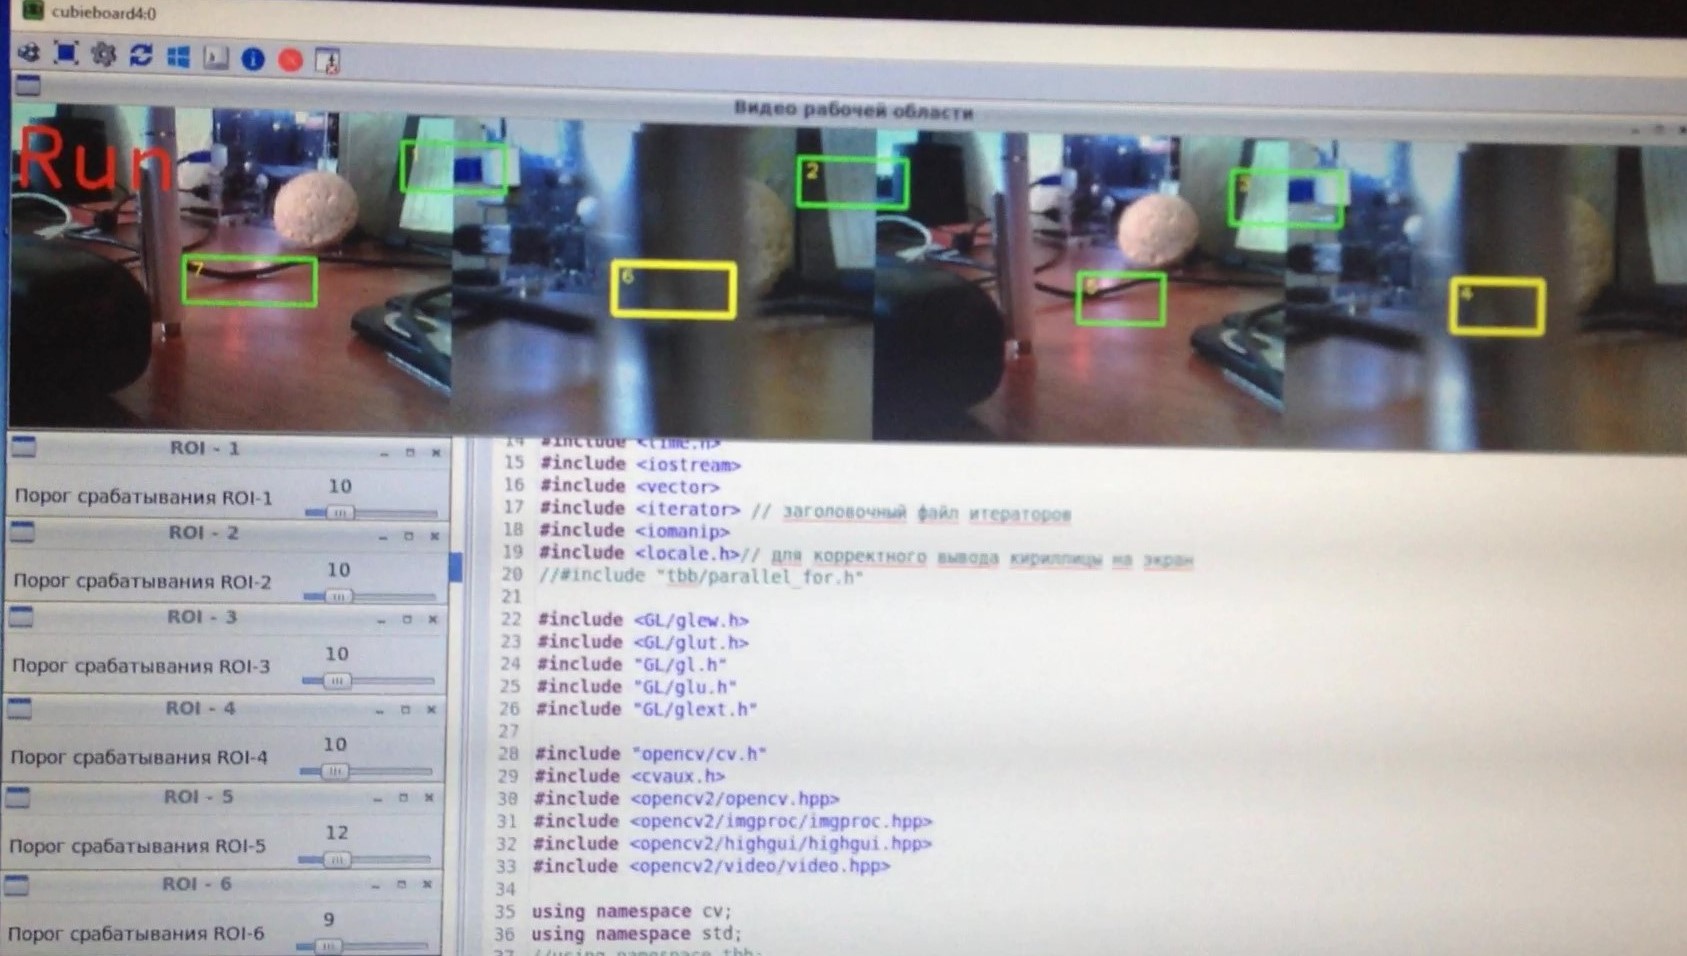 cubieboard4:0
Видео рабочей области
Run
2
7
6
4
ROI - 1
Порог срабатывания ROI-1
10
ROI - 2
Порог срабатывания ROI-2
10
ROI - 3
Порог срабатывания ROI-3
10
ROI - 4
Порог срабатывания ROI-4
10
ROI - 5
Порог срабатывания ROI-5
12
ROI - 6
Порог срабатывания ROI-6
9
14 #include <time.h>
15 #include <iostream>
16 #include <vector>
17 #include <iterator> // заголовочный файл итераторов
18 #include <iomanip>
19 #include <locale.h>// для корректного вывода кириллицы на экран
20 //#include "tbb/parallel_for.h"
21
22 #include <GL/glew.h>
23 #include <GL/glut.h>
24 #include "GL/gl.h"
25 #include "GL/glu.h"
26 #include "GL/glext.h"
27
28 #include "opencv/cv.h"
29 #include <cvaux.h>
30 #include <opencv2/opencv.hpp>
31 #include <opencv2/imgproc/imgproc.hpp>
32 #include <opencv2/highgui/highgui.hpp>
33 #include <opencv2/video/video.hpp>
34
35 using namespace cv;
36 using namespace std;
37 //using namespace tbb;